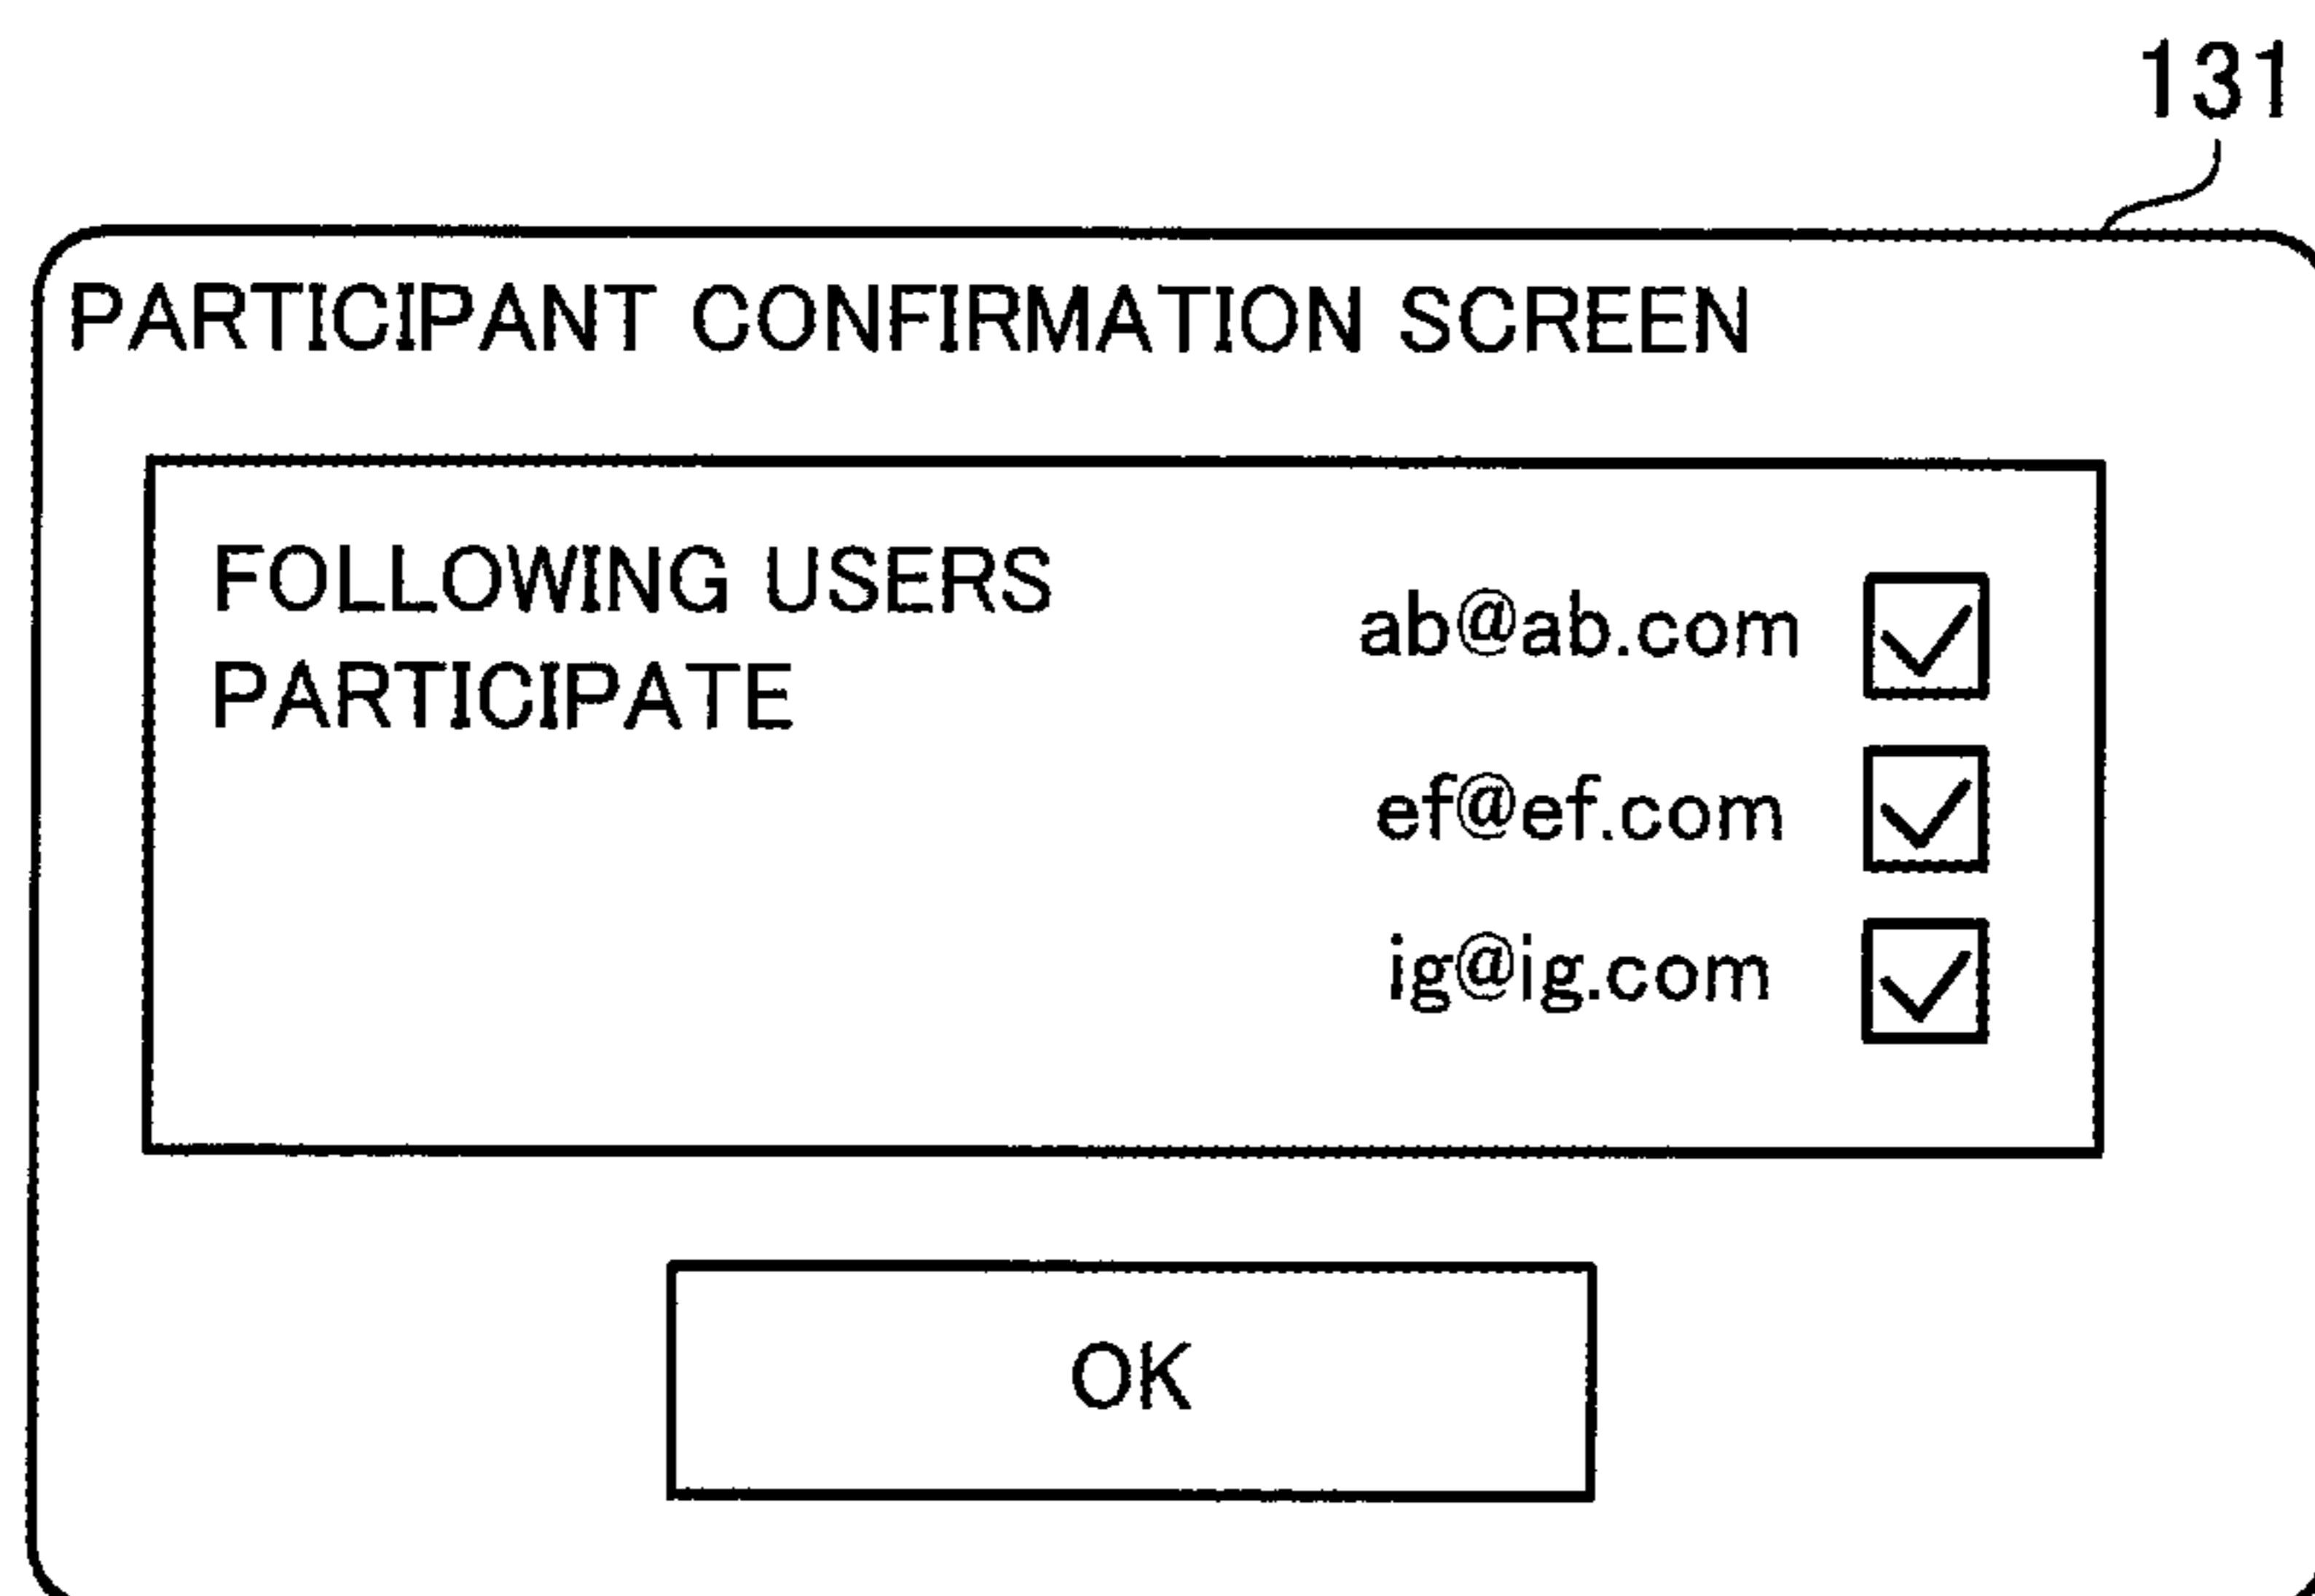 131
PARTICIPANT CONFIRMATION SCREEN
FOLLOWING USERS
PARTICIPATE
ab@ab.com
ef@ef.com
ig@ig.com
OK